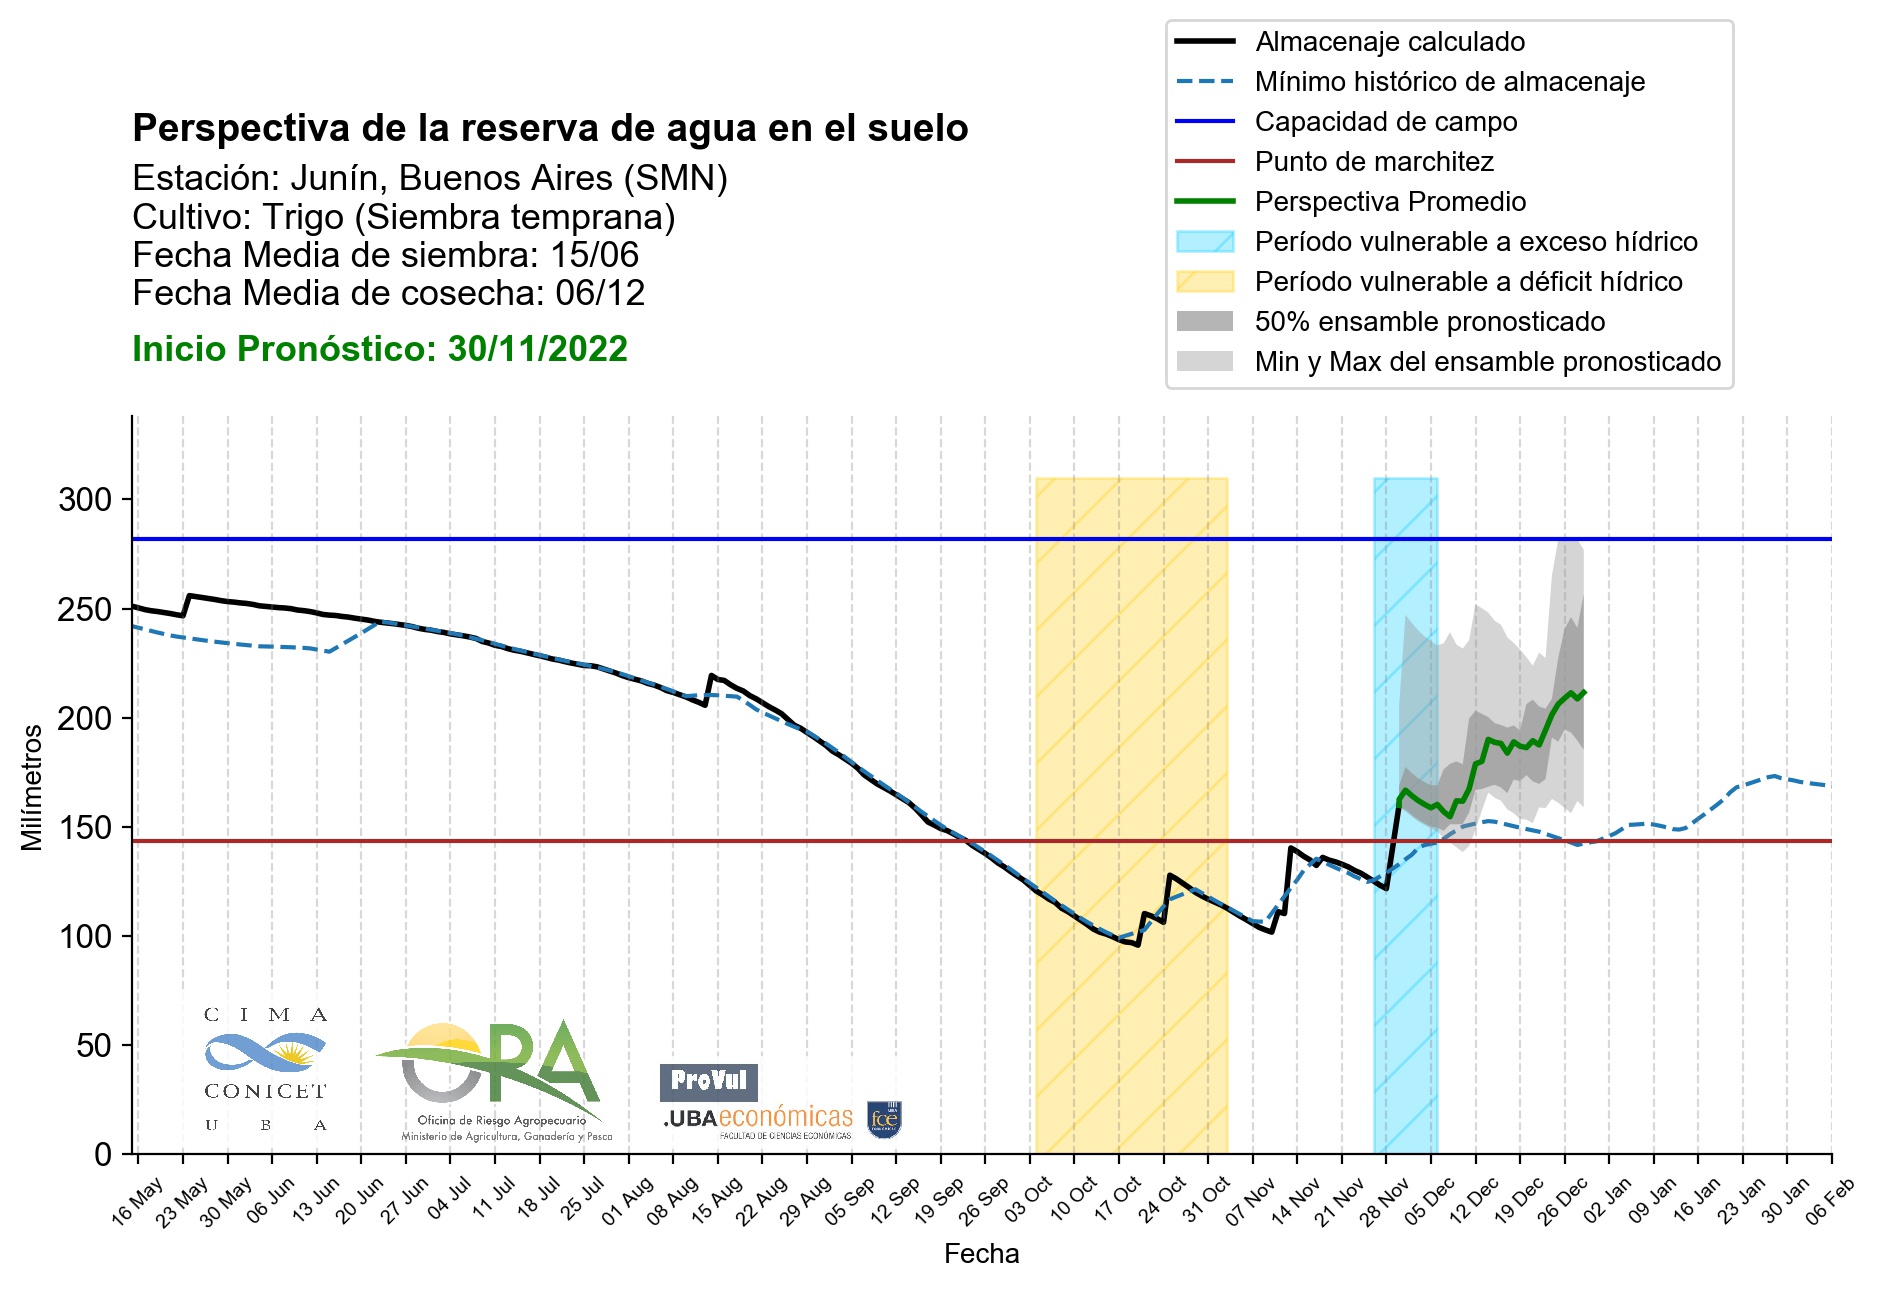 Almacenaje calculado
Mínimo histórico de almacenaje
Capacidad de campo
Punto de marchitez
Perspectiva Promedio
Período vulnerable a exceso hídrico
Período vulnerable a déficit hídrico
50% ensamble pronosticado
Min y Max del ensamble pronosticado
Perspectiva de la reserva de agua en el suelo
Estación: Junín, Buenos Aires (SMN)
Cultivo: Trigo (Siembra temprana)
Fecha Media de siembra: 15/06
Fecha Media de cosecha: 06/12
Inicio Pronóstico: 30/11/2022
Milímetros
300
250
200
150
100
50
0
C I M A
CONICET
U B A
ORA
Oficina de Riesgo Agropecuario
Ministerio de Agricultura, Ganadería y Pesca
ProVul
.UBAeconómicas
FACULTAD DE CIENCIAS ECONÓMICAS
fce
16 May
23 May
30 May
06 Jun
13 Jun
20 Jun
27 Jun
04 Jul
11 Jul
18 Jul
25 Jul
01 Aug
08 Aug
15 Aug
22 Aug
29 Aug
05 Sep
12 Sep
19 Sep
26 Sep
03 Oct
10 Oct
17 Oct
24 Oct
31 Oct
07 Nov
14 Nov
21 Nov
28 Nov
05 Dec
12 Dec
19 Dec
26 Dec
02 Jan
09 Jan
16 Jan
23 Jan
30 Jan
06 Feb
Fecha